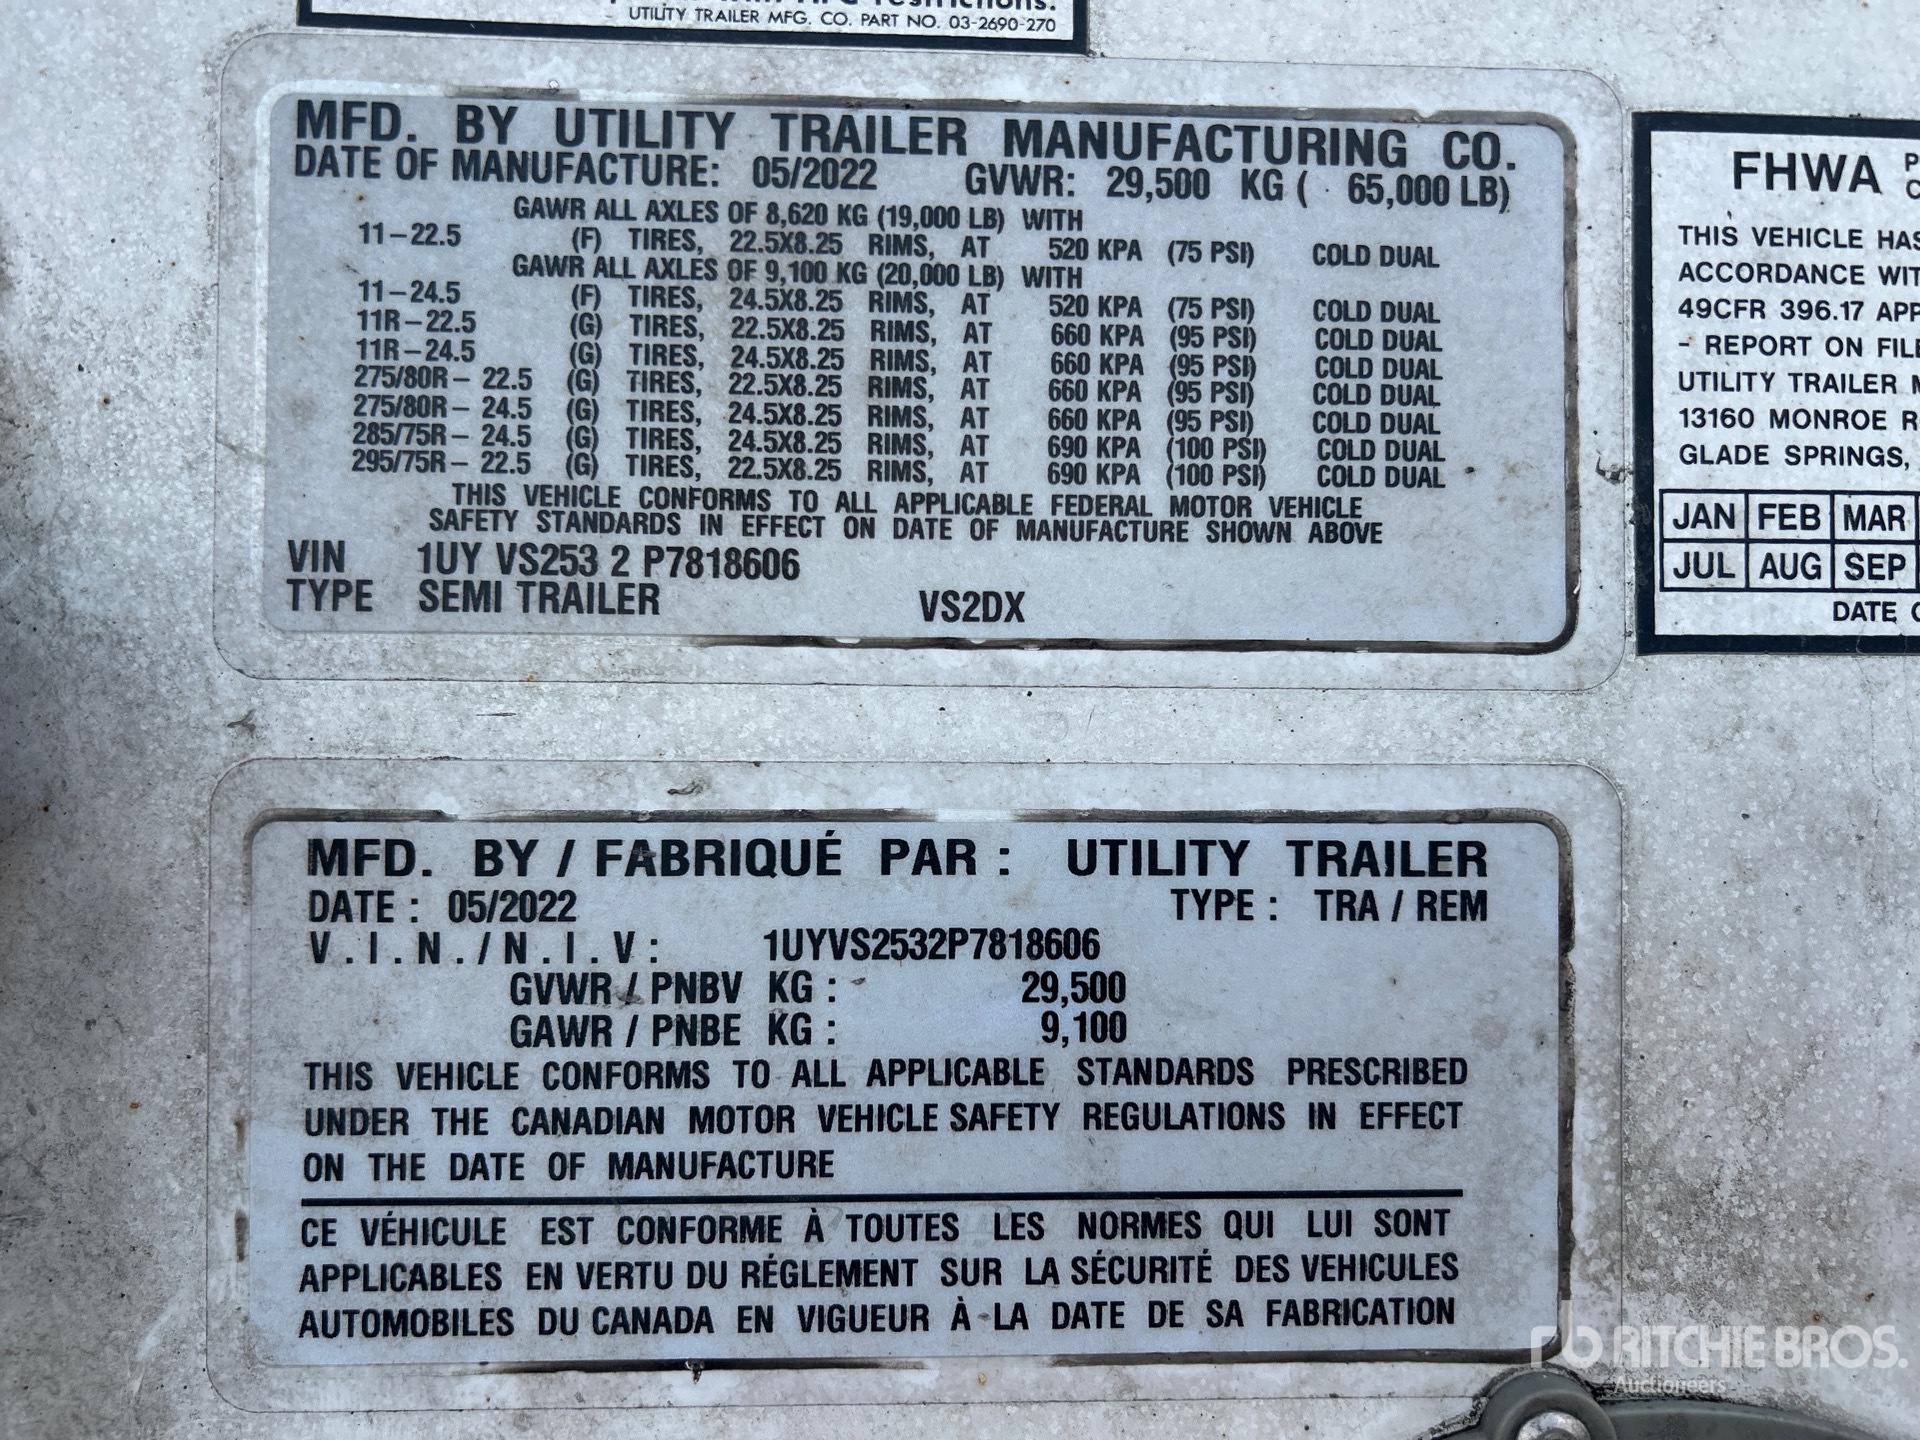 restrictions.
UTILITY TRAILER MFG. CO. PART NO. 03-2690-270
MFD. BY UTILITY TRAILER MANUFACTURING CO.
DATE OF MANUFACTURE: 05/2022 GVWR: 29,500 KG ( 65,000 LB)
GAWR ALL AXLES OF 8,620 KG (19,000 LB) WITH
11-22.5 (F) TIRES, 22.5X8.25 RIMS, AT 520 KPA (75 PSI) COLD DUAL
GAWR ALL AXLES OF 9,100 KG (20,000 LB) WITH
11-24.5 (F) TIRES, 24.5X8.25 RIMS, AT 520 KPA (75 PSI) COLD DUAL
11R-22.5 (G) TIRES, 22.5X8.25 RIMS, AT 660 KPA (95 PSI) COLD DUAL
11R-24.5 (G) TIRES, 24.5X8.25 RIMS, AT 660 KPA (95 PSI) COLD DUAL
275/80R- 22.5 (G) TIRES, 22.5X8.25 RIMS, AT 660 KPA (95 PSI) COLD DUAL
275/80R- 24.5 (G) TIRES, 24.5X8.25 RIMS, AT 660 KPA (95 PSI) COLD DUAL
285/75R- 24.5 (G) TIRES, 24.5X8.25 RIMS, AT 690 KPA (100 PSI) COLD DUAL
295/75R- 22.5 (G) TIRES, 22.5X8.25 RIMS, AT 690 KPA (100 PSI) COLD DUAL
THIS VEHICLE CONFORMS TO ALL APPLICABLE FEDERAL MOTOR VEHICLE
SAFETY STANDARDS IN EFFECT ON DATE OF MANUFACTURE SHOWN ABOVE
VIN 1UY VS253 2 P7818606
TYPE SEMI TRAILER VS2DX
FHWA
THIS VEHICLE HAS
ACCORDANCE WIT
49CFR 396.17 APP
- REPORT ON FILE
UTILITY TRAILER M
13160 MONROE R
GLADE SPRINGS,
JAN FEB MAR
JUL AUG SEP
DATE
MFD. BY / FABRIQUÉ PAR : UTILITY TRAILER
DATE : 05/2022 TYPE : TRA / REM
V.I.N./N.I.V: 1UYVS2532P7818606
GVWR / PNBV KG : 29,500
GAWR / PNBE KG : 9,100
THIS VEHICLE CONFORMS TO ALL APPLICABLE STANDARDS PRESCRIBED
UNDER THE CANADIAN MOTOR VEHICLE SAFETY REGULATIONS IN EFFECT
ON THE DATE OF MANUFACTURE
CE VÉHICULE EST CONFORME À TOUTES LES NORMES QUI LUI SONT
APPLICABLES EN VERTU DU RÉGLEMENT SUR LA SÉCURITÉ DES VEHICULES
AUTOMOBILES DU CANADA EN VIGUEUR À LA DATE DE SA FABRICATION
RITCHIE BROS.
Auctioneers